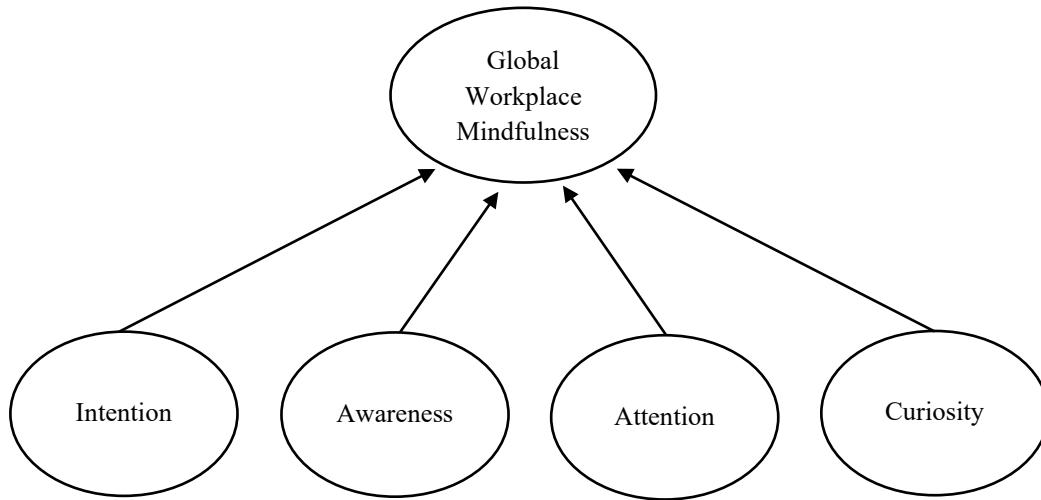 Global
Workplace
Mindfulness
Intention
Awareness
Attention
Curiosity